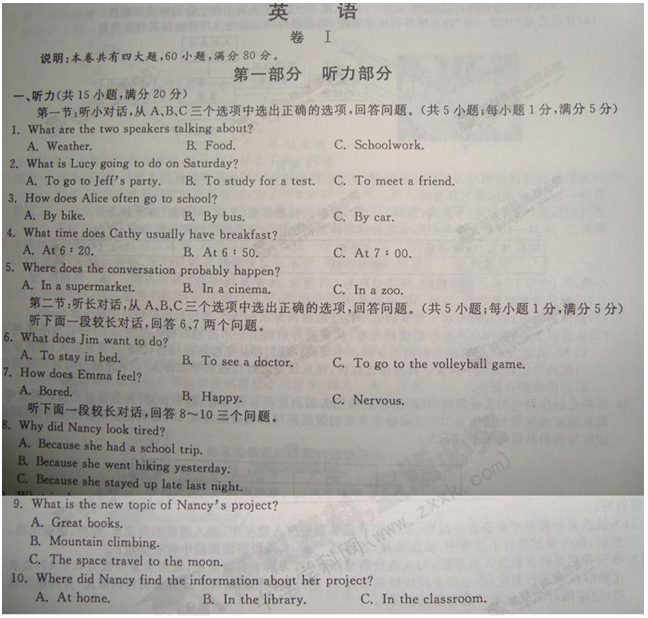 英 语
卷 I
说明:本卷共有四大题,60小题,满分80分。
第一部分 听力部分
一、听力(共15小题,满分20分)
第一节:听小对话,从A、B、C三个选项中选出正确的选项,回答问题。(共5小题;每小题1分,满分5分)
1. What are the two speakers talking about?
A. Weather. B. Food. C. Schoolwork.
2. What is Lucy going to do on Saturday?
A. To go to Jeff's party. B. To study for a test. C. To meet a friend.
3. How does Alice often go to school?
A. By bike. B. By bus. C. By car.
4. What time does Cathy usually have breakfast?
A. At 6:20. B. At 6:50. C. At 7:00.
5. Where does the conversation probably happen?
A. In a supermarket. B. In a cinema. C. In a zoo.
第二节:听长对话,从A、B、C三个选项中选出正确的选项,回答问题。(共5小题;每小题1分,满分5分)
听下面一段较长对话,回答6、7两个问题。
6. What does Jim want to do?
A. To stay in bed. B. To see a doctor. C. To go to the volleyball game.
7. How does Emma feel?
A. Bored. B. Happy. C. Nervous.
听下面一段较长对话,回答8~10三个问题。
8. Why did Nancy look tired?
A. Because she had a school trip.
B. Because she went hiking yesterday.
C. Because she stayed up late last night.
9. What is the new topic of Nancy's project?
A. Great books.
B. Mountain climbing.
C. The space travel to the moon.
10. Where did Nancy find the information about her project?
A. At home. B. In the library. C. In the classroom.